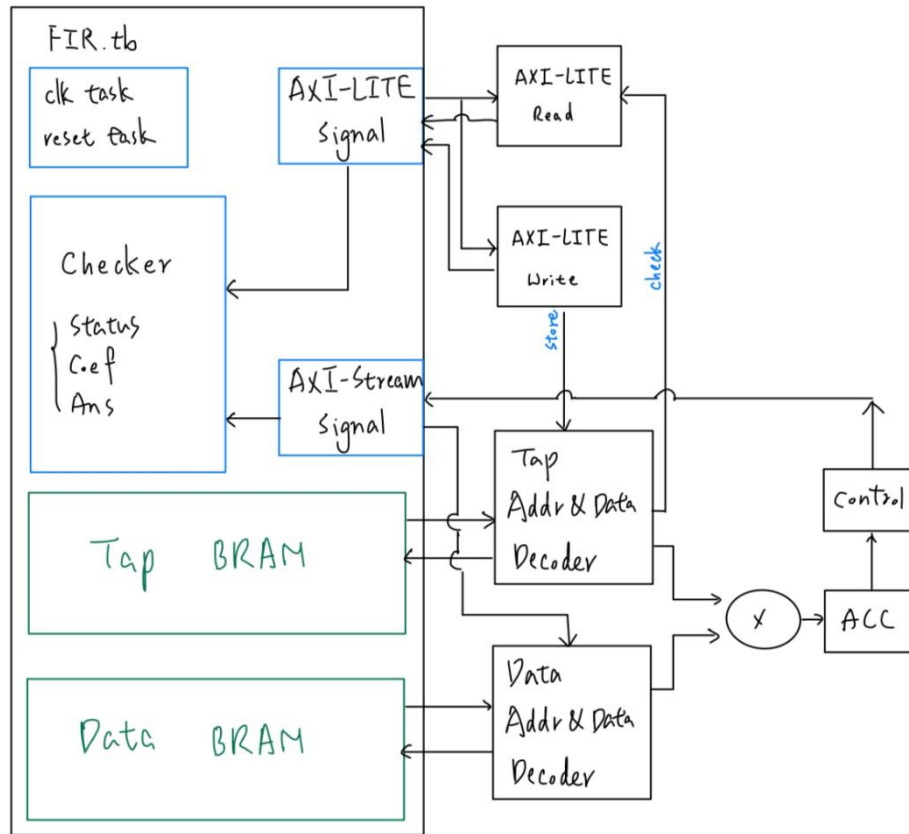 FIR.tb
clk task
reset task
AXI-LITE
Signal
AXI-LITE
Read
AXI-LITE
Write
Checker
Status
Coef
Ans
store
check
AXI-Stream
Signal
Tap
Addr & Data
Decoder
Control
Tap BRAM
X
ACC
Data
Addr & Data
Decoder
Data BRAM